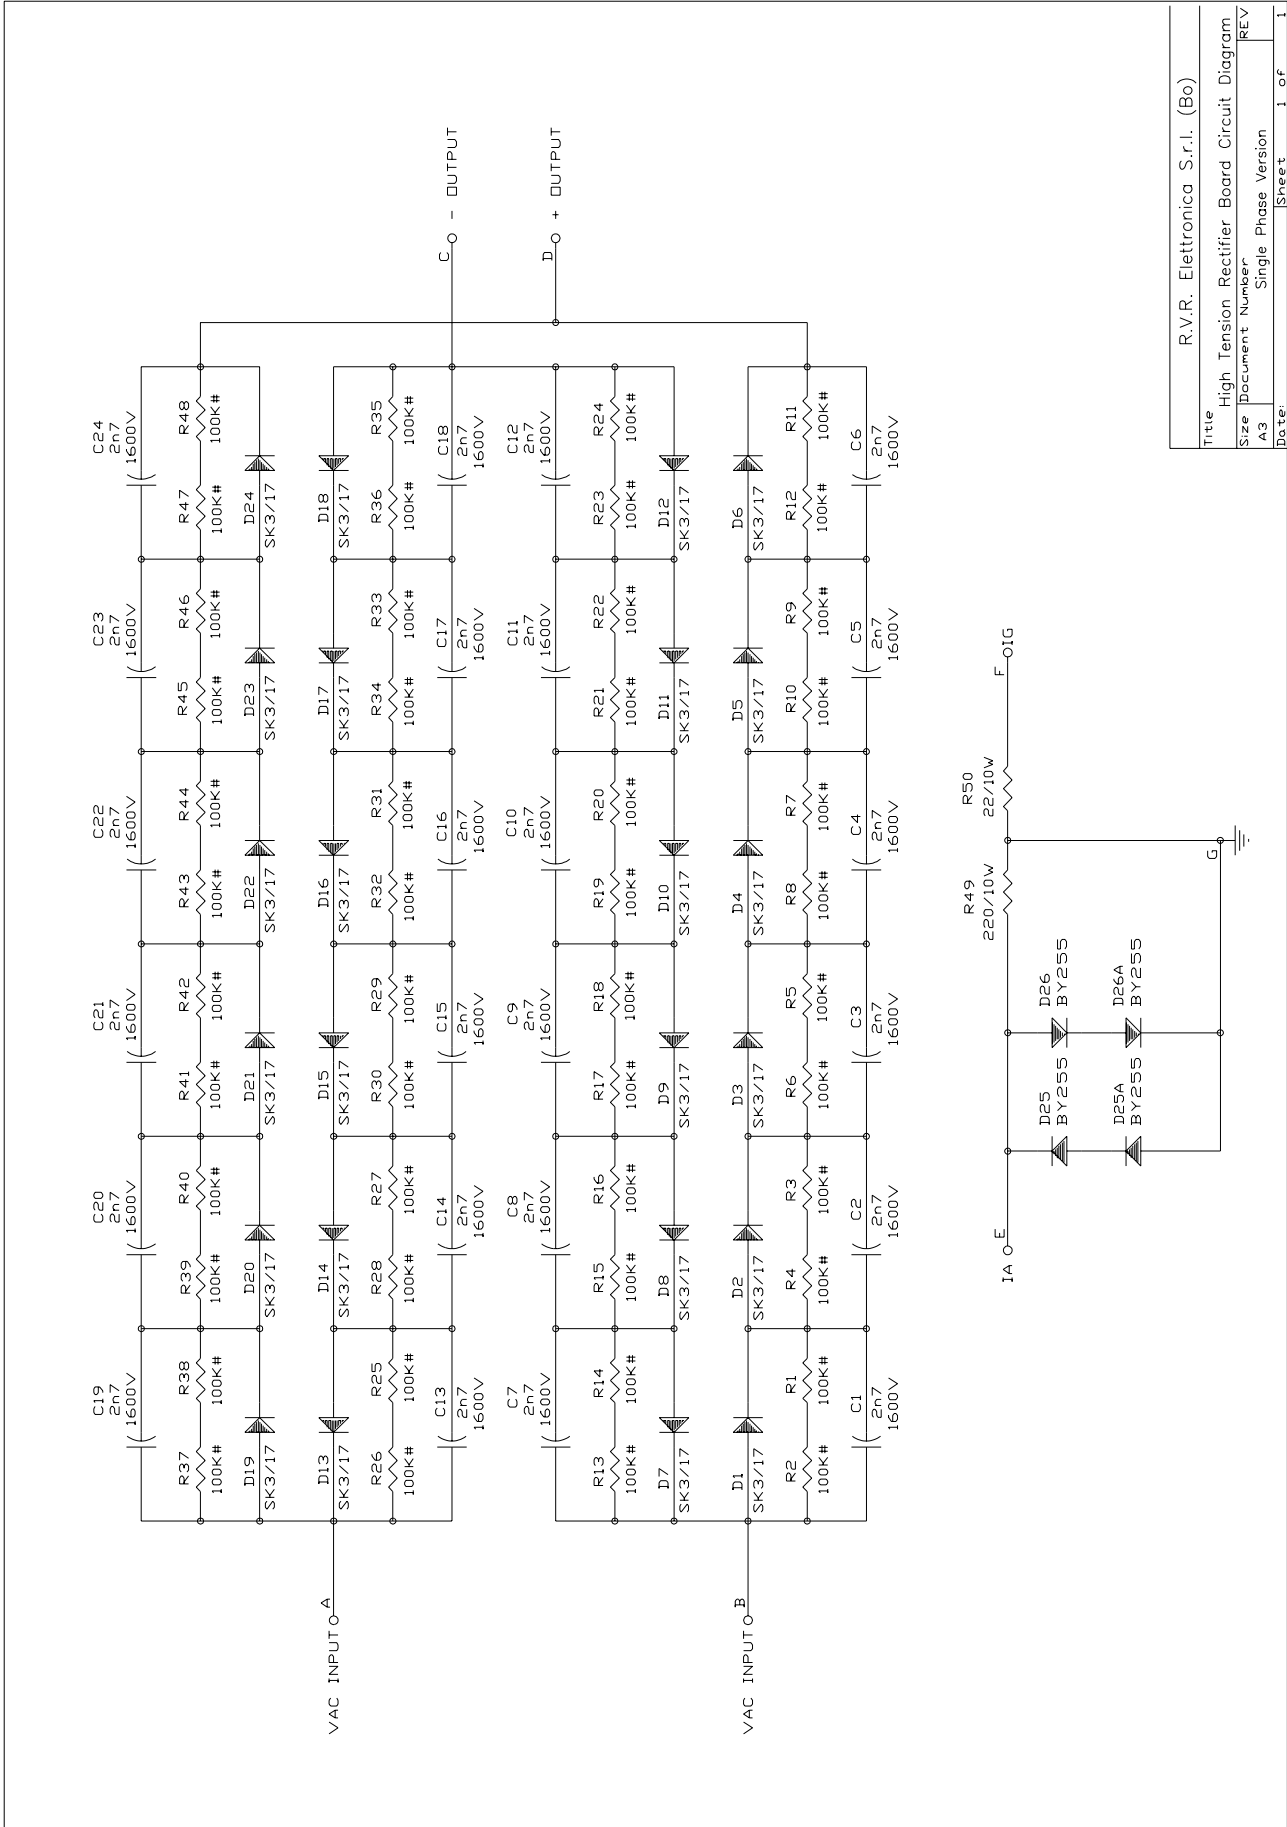 C19
2n7
1600V
C20
2n7
1600V
C21
2n7
1600V
C22
2n7
1600V
C23
2n7
1600V
C24
2n7
1600V
R37
100K#
R38
100K#
R39
100K#
R40
100K#
R41
100K#
R42
100K#
R43
100K#
R44
100K#
R45
100K#
R46
100K#
R47
100K#
R48
100K#
D19
SK3/17
D20
SK3/17
D21
SK3/17
D22
SK3/17
D23
SK3/17
D24
SK3/17
VAC INPUT
A
D13
SK3/17
D14
SK3/17
D15
SK3/17
D16
SK3/17
D17
SK3/17
D18
SK3/17
R26
100K#
R25
100K#
R28
100K#
R27
100K#
R30
100K#
R29
100K#
R32
100K#
R31
100K#
R34
100K#
R33
100K#
R36
100K#
R35
100K#
C13
2n7
1600V
C14
2n7
1600V
C15
2n7
1600V
C16
2n7
1600V
C17
2n7
1600V
C18
2n7
1600V
C
- OUTPUT
C7
2n7
1600V
C8
2n7
1600V
C9
2n7
1600V
C10
2n7
1600V
C11
2n7
1600V
C12
2n7
1600V
D
+ OUTPUT
R13
100K#
R14
100K#
R15
100K#
R16
100K#
R17
100K#
R18
100K#
R19
100K#
R20
100K#
R21
100K#
R22
100K#
R23
100K#
R24
100K#
D7
SK3/17
D8
SK3/17
D9
SK3/17
D10
SK3/17
D11
SK3/17
D12
SK3/17
VAC INPUT
B
D1
SK3/17
D2
SK3/17
D3
SK3/17
D4
SK3/17
D5
SK3/17
D6
SK3/17
R2
100K#
R1
100K#
R4
100K#
R3
100K#
R6
100K#
R5
100K#
R8
100K#
R7
100K#
R10
100K#
R9
100K#
R12
100K#
R11
100K#
C1
2n7
1600V
C2
2n7
1600V
C3
2n7
1600V
C4
2n7
1600V
C5
2n7
1600V
C6
2n7
1600V
IA
E
R49
220/10W
R50
22/10W
F
IG
D25
BY255
D26
BY255
D25A
BY255
D26A
BY255
G
R.V.R. Elettronica S.r.l. (Bo)
Title
High Tension Rectifier Board Circuit Diagram
Size
Document Number
REV
A3
Single Phase Version
Date:
Sheet 1 of 1